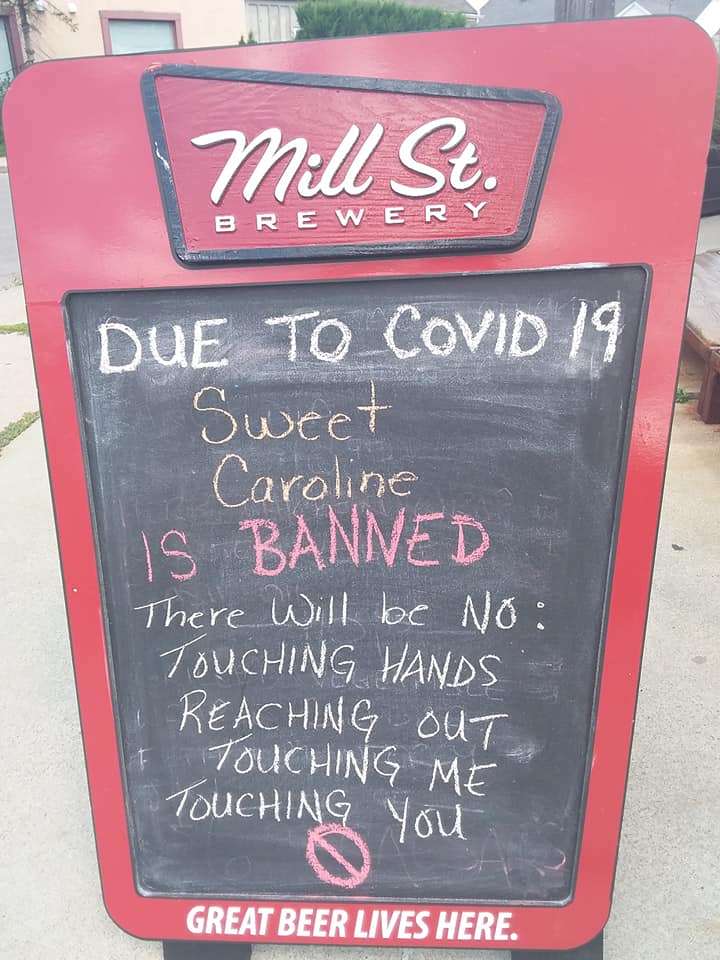 Mill St.
BREWERY
DUE TO COVID 19
Sweet
Caroline
IS BANNED
There Will be NO:
TOUCHING HANDS
REACHING OUT
TOUCHING ME
TOUCHING YOU
GREAT BEER LIVES HERE.